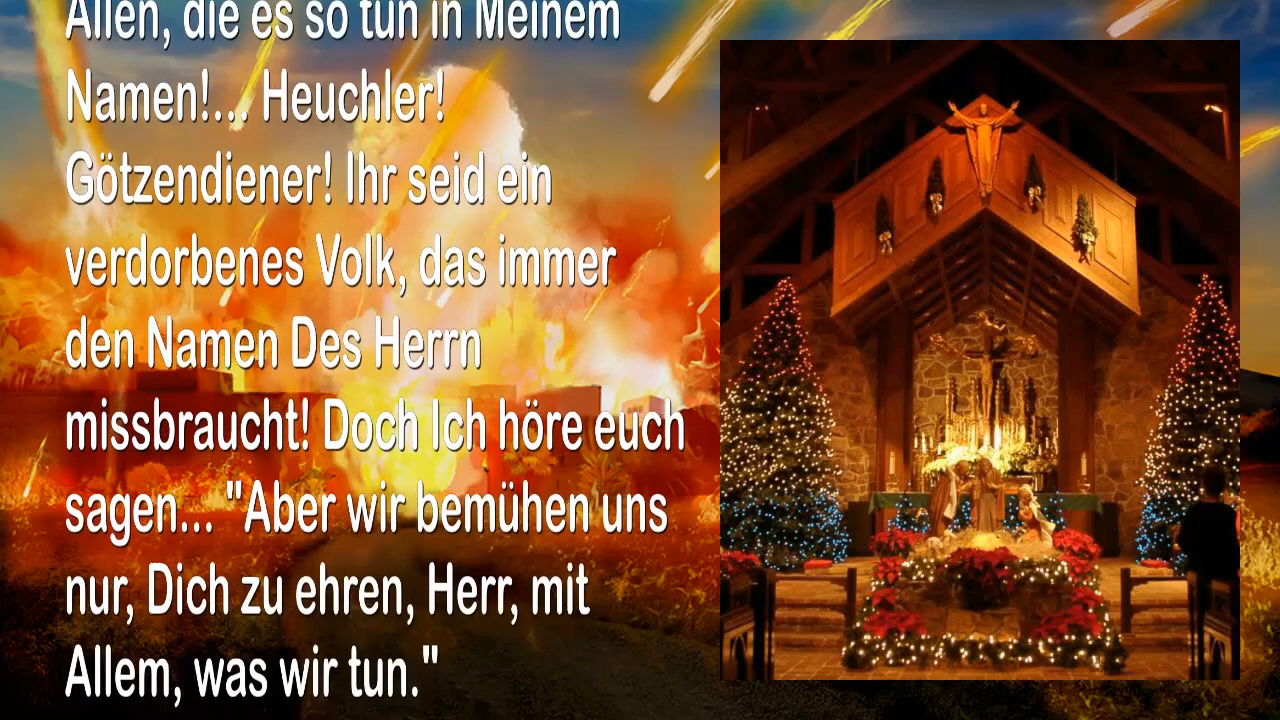 Allen, die es so tun in Meinem
Namen!... Heuchler!
Götzendiener! Ihr seid ein
verdorbenes Volk, das immer
den Namen Des Herrn
missbraucht! Doch Ich höre euch
sagen... "Aber wir bemühen uns
nur, Dich zu ehren, Herr, mit
Allem, was wir tun."